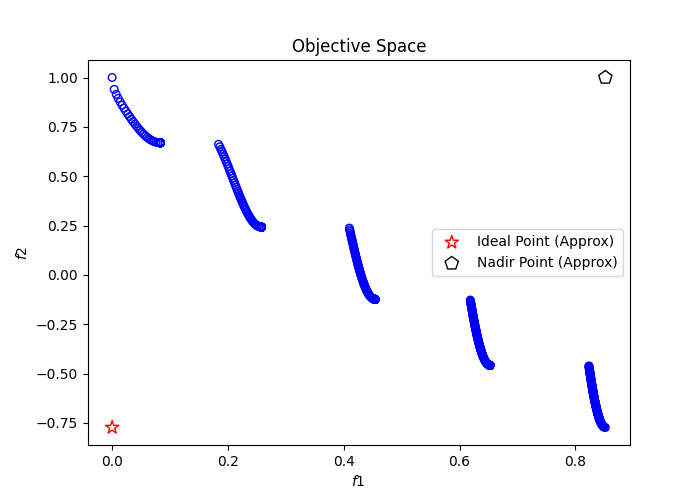 Objective Space
1.00
0.75
0.50
0.25
0.00
−0.25
−0.50
−0.75
f2
Ideal Point (Approx)
Nadir Point (Approx)
0.0 0.2 0.4 0.6 0.8
f1